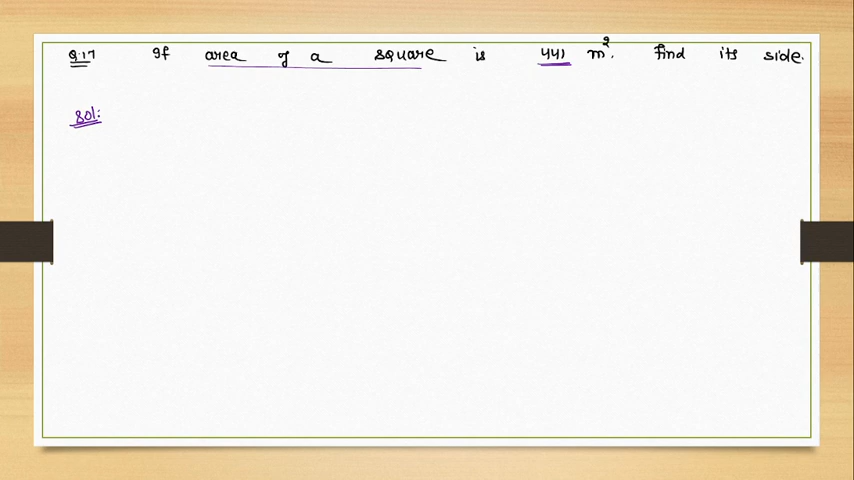 Q.17 If area of a square is 441 m². Find its side.
Sol: